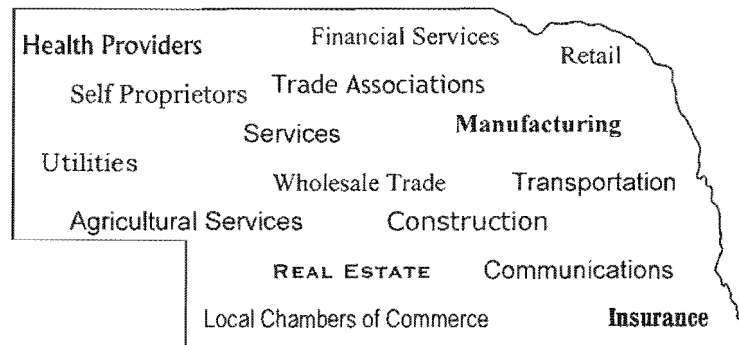 Health Providers
Financial Services
Retail
Self Proprietors
Trade Associations
Services
Manufacturing
Utilities
Wholesale Trade
Transportation
Agricultural Services
Construction
REAL ESTATE
Communications
Local Chambers of Commerce
Insurance